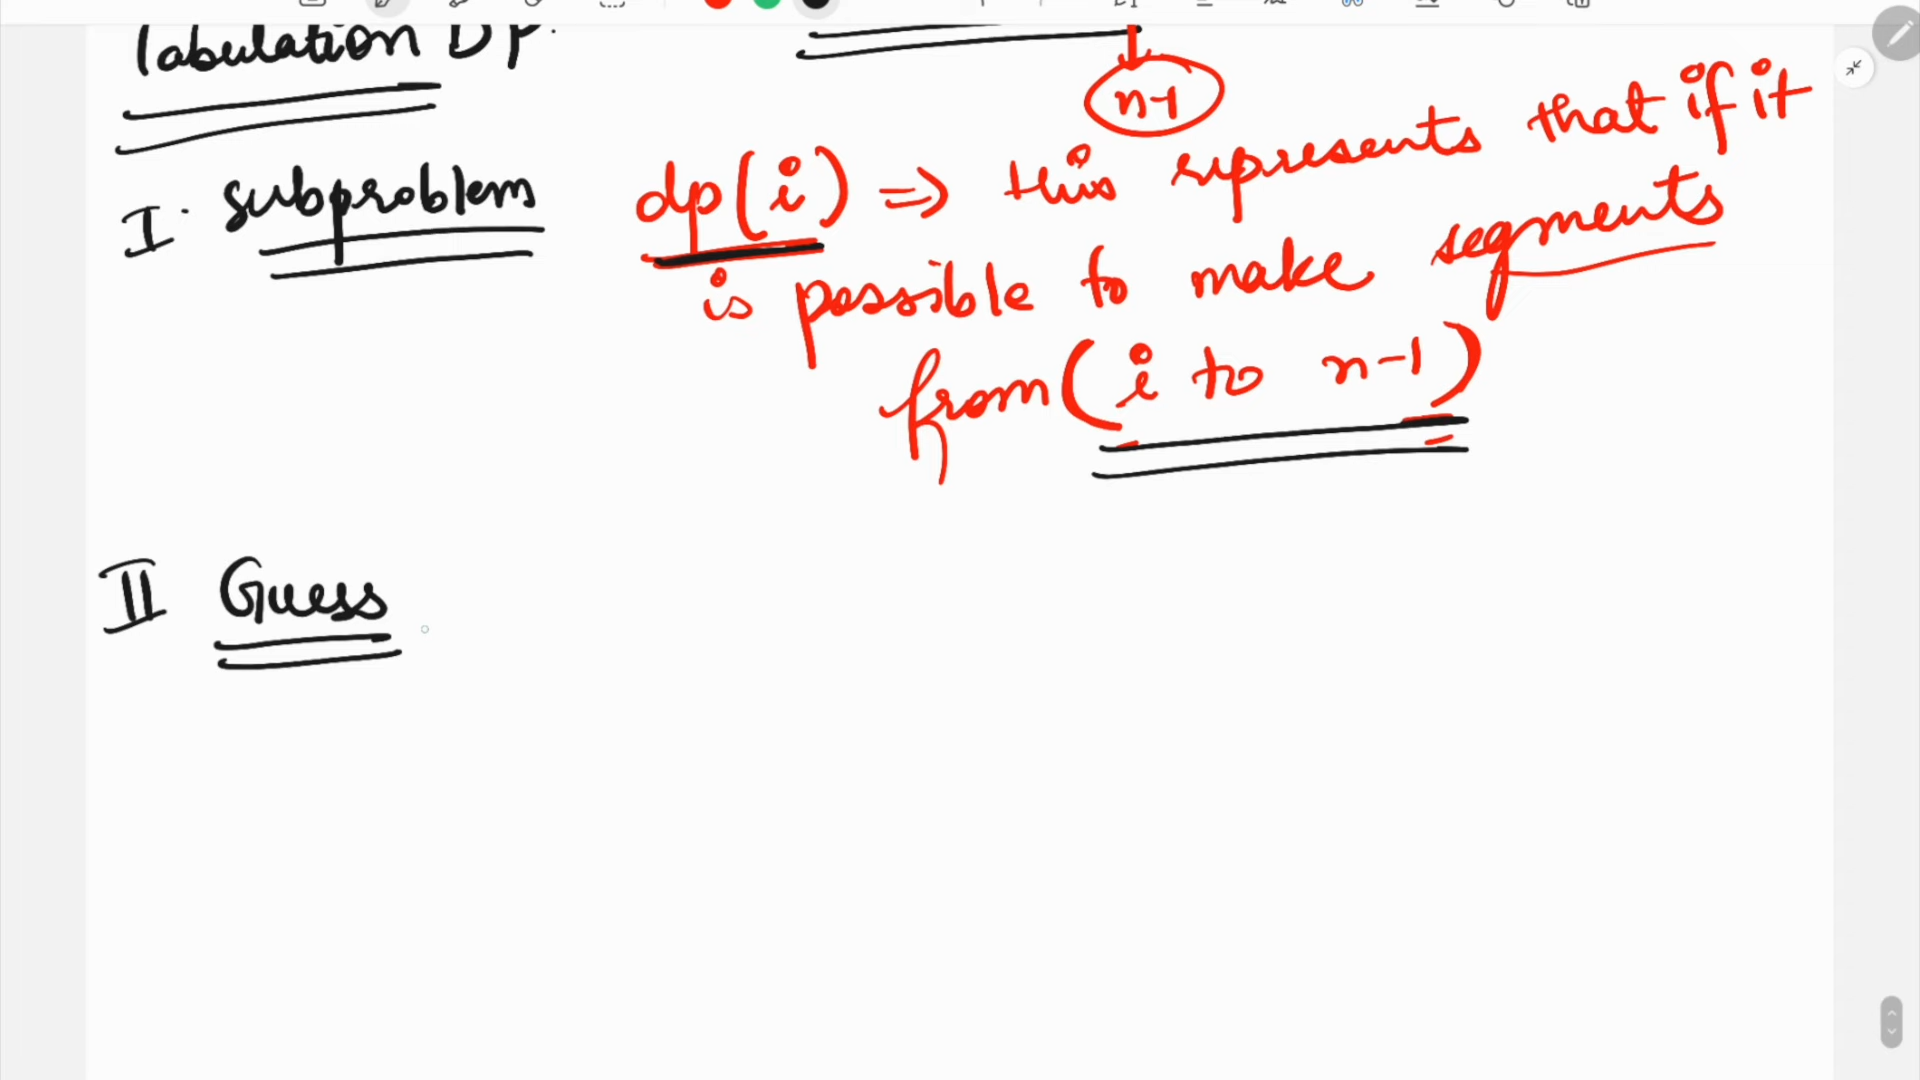 Tabulation DP.
n-1
I. subproblem dp(i) => this represents that if it
is possible to make segments
from (i to n-1)
II Guess